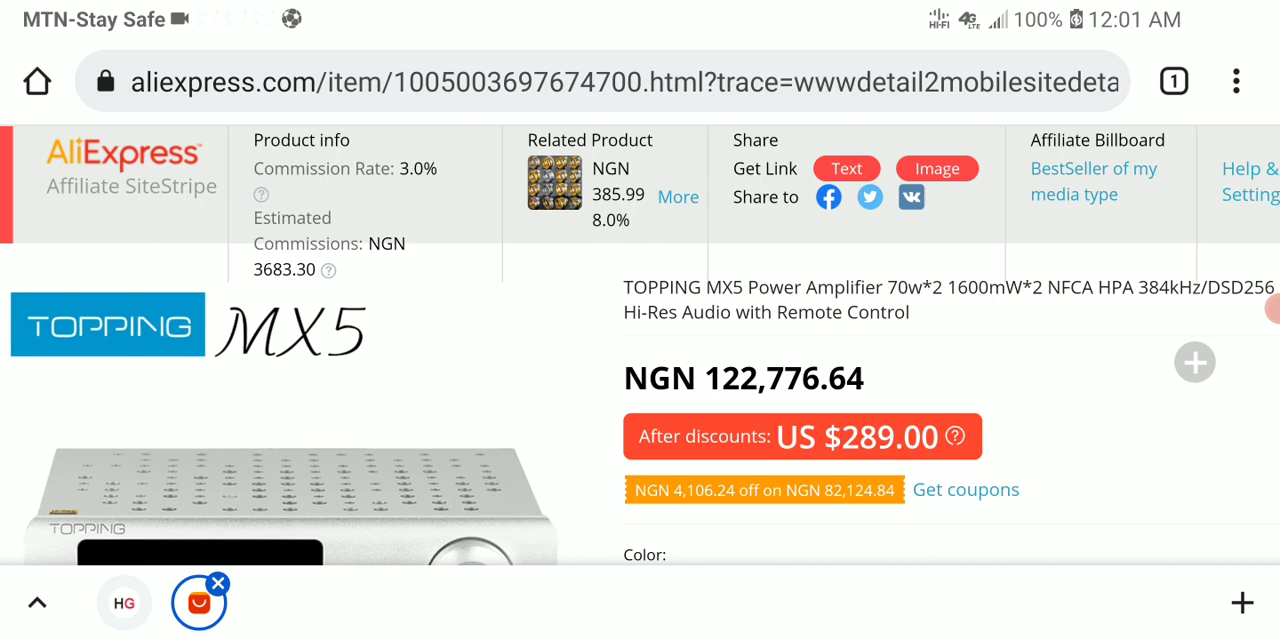 MTN-Stay Safe
HI-FI 4G LTE 100% 12:01 AM
aliexpress.com/item/1005003697674700.html?trace=wwwdetail2mobilesitedeta
1
AliExpress
Affiliate SiteStripe
Product info
Commission Rate: 3.0%
?
Estimated
Commissions: NGN
3683.30 ?
Related Product
NGN
385.99
8.0%
More
Share
Get Link Text Image
Share to
Affiliate Billboard
BestSeller of my
media type
Help &
Setting
TOPPING MX5
TOPPING MX5 Power Amplifier 70w*2 1600mW*2 NFCA HPA 384kHz/DSD256
Hi-Res Audio with Remote Control
NGN 122,776.64
After discounts: US $289.00 ?
NGN 4,106.24 off on NGN 82,124.84 Get coupons
Color:
TOPPING
HG